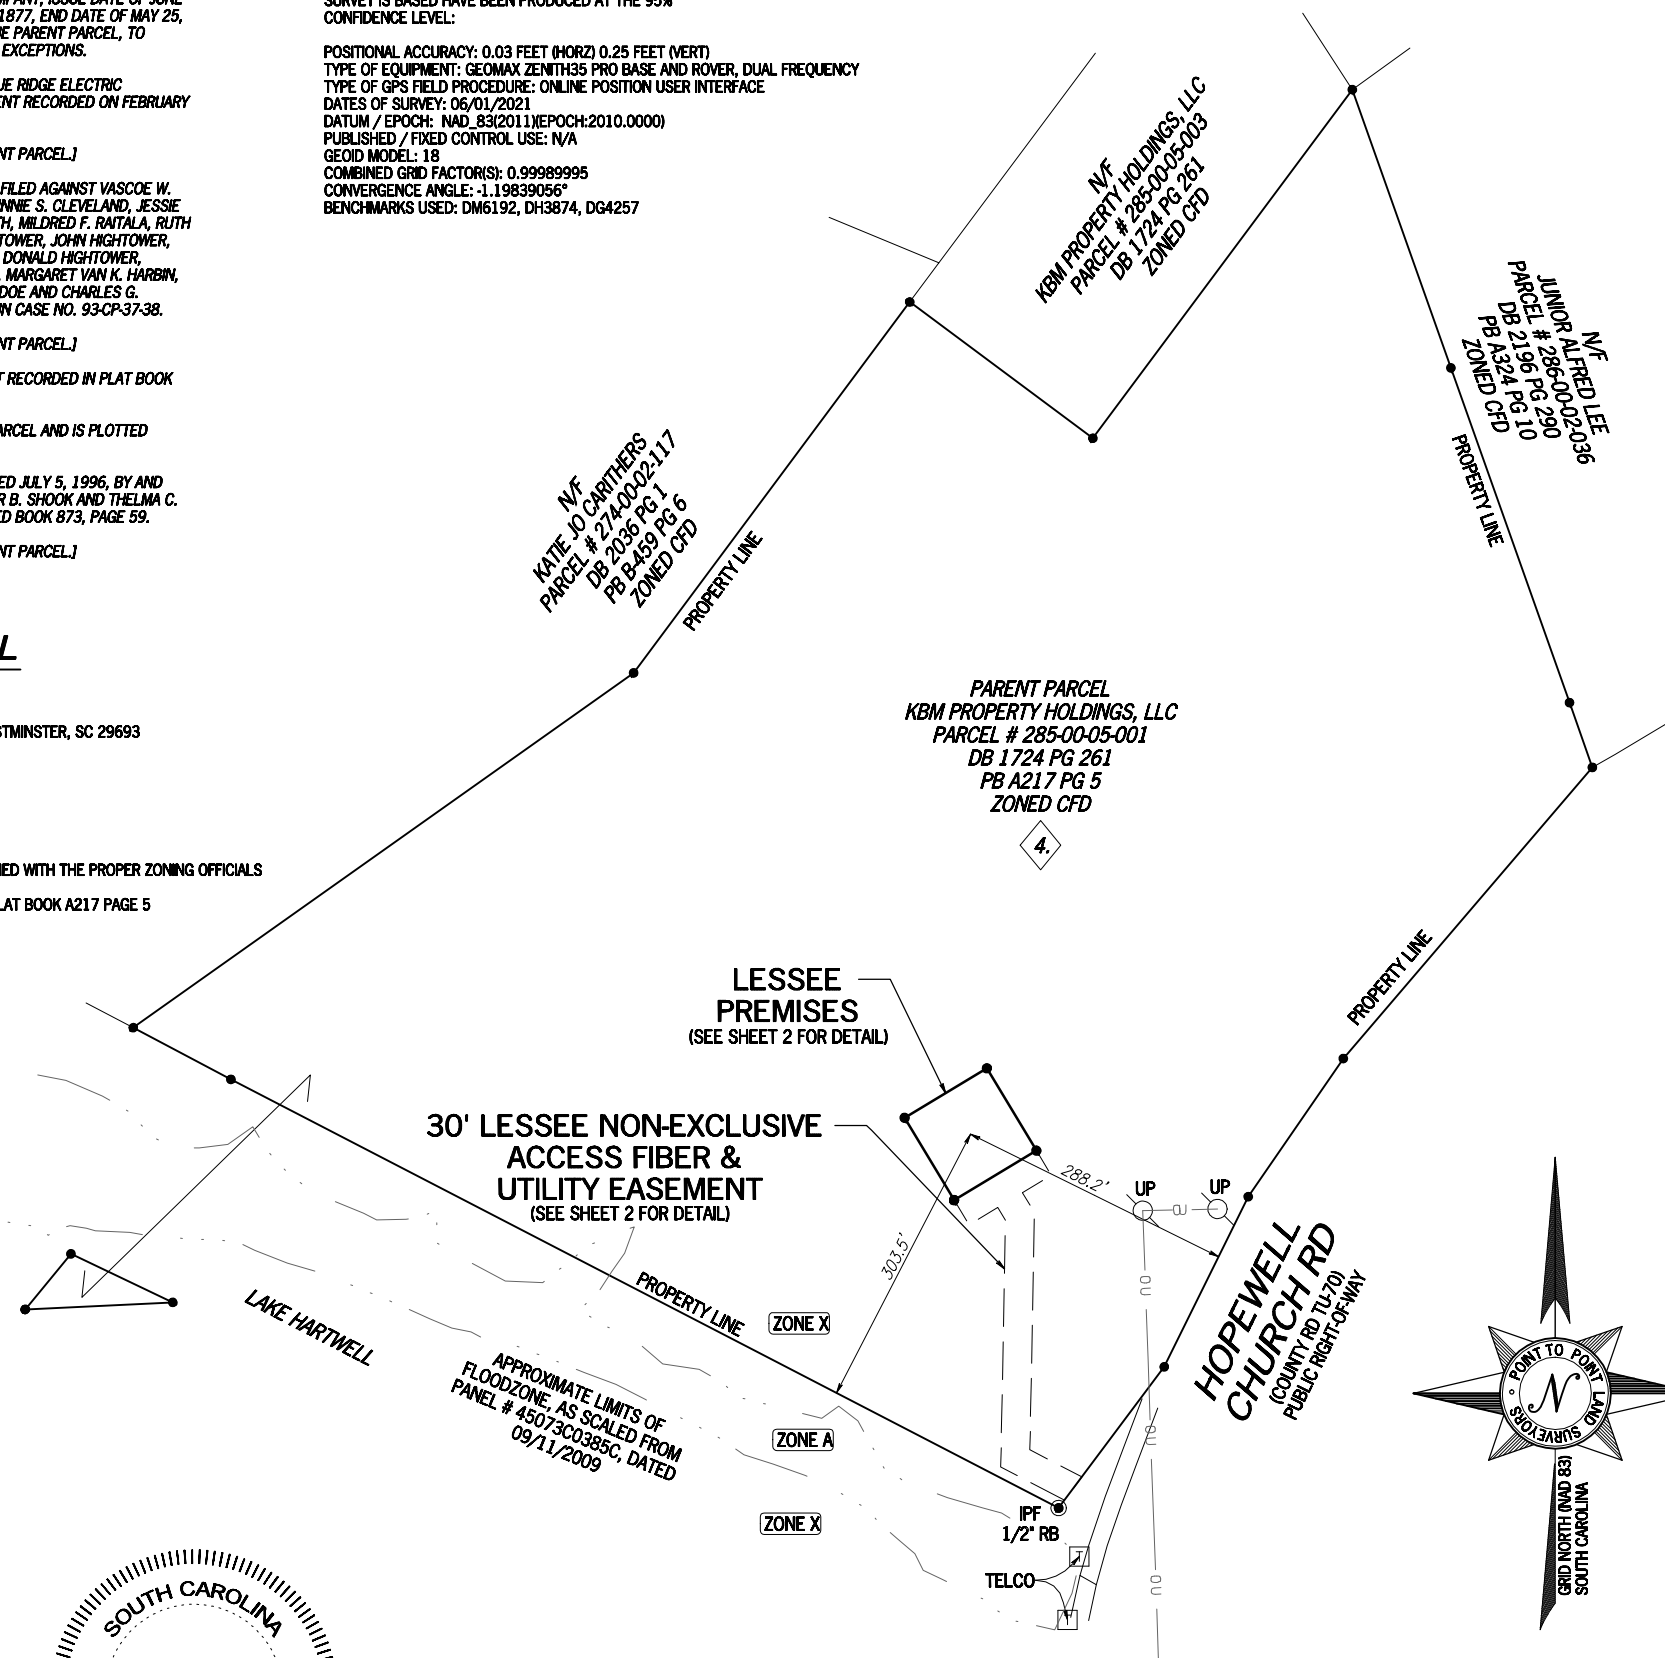 1877, END DATE OF MAY 25,
E PARENT PARCEL, TO
EXCEPTIONS.
UE RIDGE ELECTRIC
ENT RECORDED ON FEBRUARY
NT PARCEL.]
FILED AGAINST VASCOE W.
NNIE S. CLEVELAND, JESSIE
TH, MILDRED F. RAITALA, RUTH
TOWER, JOHN HIGHTOWER,
DONALD HIGHTOWER,
MARGARET VAN K. HARBIN,
DOE AND CHARLES G.
IN CASE NO. 93-CP-37-38.
NT PARCEL.]
T RECORDED IN PLAT BOOK
ARCEL AND IS PLOTTED
ED JULY 5, 1996, BY AND
R B. SHOOK AND THELMA C.
ED BOOK 873, PAGE 59.
NT PARCEL.]
L
STMINSTER, SC 29693
NED WITH THE PROPER ZONING OFFICIALS
LAT BOOK A217 PAGE 5
SURVEY IS BASED HAVE BEEN PRODUCED AT THE 95%
CONFIDENCE LEVEL:
POSITIONAL ACCURACY: 0.03 FEET (HORZ) 0.25 FEET (VERT)
TYPE OF EQUIPMENT: GEOMAX ZENITH35 PRO BASE AND ROVER, DUAL FREQUENCY
TYPE OF GPS FIELD PROCEDURE: ONLINE POSITION USER INTERFACE
DATES OF SURVEY: 06/01/2021
DATUM / EPOCH: NAD_83(2011)(EPOCH:2010.0000)
PUBLISHED / FIXED CONTROL USE: N/A
GEOID MODEL: 18
COMBINED GRID FACTOR(S): 0.99989995
CONVERGENCE ANGLE: -1.19839056°
BENCHMARKS USED: DM6192, DH3874, DG4257
N/F
KBM PROPERTY HOLDINGS, LLC
PARCEL # 285-00-05-003
DB 1724 PG 261
ZONED CFD
N/F
JUNIOR ALFRED LEE
PARCEL # 286-00-02-036
DB 2196 PG 290
PB A324 PG 10
ZONED CFD
PROPERTY LINE
N/F
KATIE JO CARITHERS
PARCEL # 274-00-02-117
DB 2036 PG 1
PB B-459 PG 6
ZONED CFD
PROPERTY LINE
PARENT PARCEL
KBM PROPERTY HOLDINGS, LLC
PARCEL # 285-00-05-001
DB 1724 PG 261
PB A217 PG 5
ZONED CFD
4.
PROPERTY LINE
LESSEE
PREMISES
(SEE SHEET 2 FOR DETAIL)
30' LESSEE NON-EXCLUSIVE
ACCESS FIBER &
UTILITY EASEMENT
(SEE SHEET 2 FOR DETAIL)
288.2'
303.5'
UP
UP
OU
OU
OU
OU
HOPEWELL
CHURCH RD
(COUNTY RD TU-70)
PUBLIC RIGHT-OF-WAY
PROPERTY LINE
LAKE HARTWELL
ZONE X
ZONE A
ZONE X
APPROXIMATE LIMITS OF
FLOODZONE, AS SCALED FROM
PANEL # 45073C0385C, DATED
09/11/2009
IPF
1/2" RB
TELCO
T
T
POINT TO POINT LAND SURVEYORS
N
GRID NORTH (NAD 83)
SOUTH CAROLINA
SOUTH CAROLINA